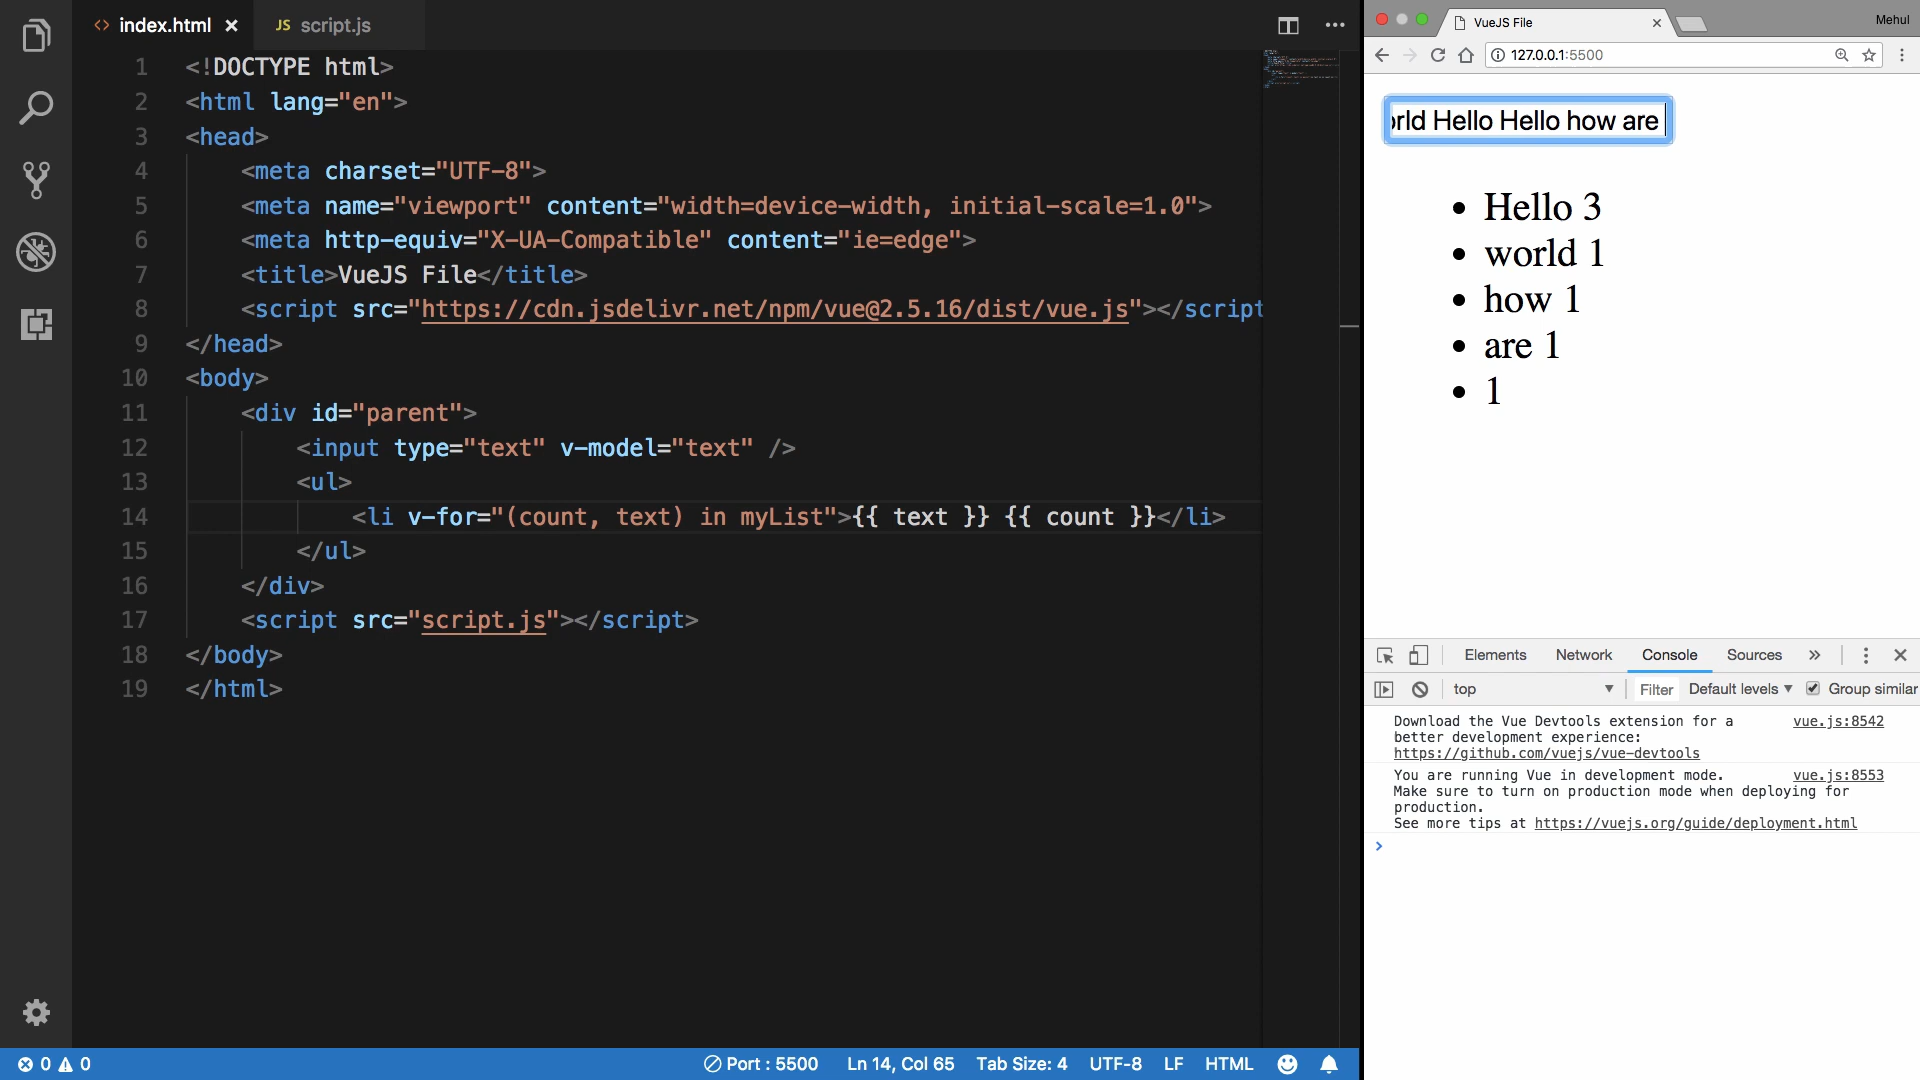 index.html
JS script.js
1 <!DOCTYPE html>
2 <html lang="en">
3 <head>
4 <meta charset="UTF-8">
5 <meta name="viewport" content="width=device-width, initial-scale=1.0">
6 <meta http-equiv="X-UA-Compatible" content="ie=edge">
7 <title>VueJS File</title>
8 <script src="https://cdn.jsdelivr.net/npm/vue@2.5.16/dist/vue.js"></script
9 </head>
10 <body>
11 <div id="parent">
12 <input type="text" v-model="text" />
13 <ul>
14 <li v-for="(count, text) in myList">{{ text }} {{ count }}</li>
15 </ul>
16 </div>
17 <script src="script.js"></script>
18 </body>
19 </html>
0 0
Port : 5500 Ln 14, Col 65 Tab Size: 4 UTF-8 LF HTML
VueJS File
Mehul
127.0.0.1:5500
orld Hello Hello how are
• Hello 3
• world 1
• how 1
• are 1
• 1
Elements Network Console Sources »
top Filter Default levels Group similar
Download the Vue Devtools extension for a vue.js:8542
better development experience:
https://github.com/vuejs/vue-devtools
You are running Vue in development mode. vue.js:8553
Make sure to turn on production mode when deploying for
production.
See more tips at https://vuejs.org/guide/deployment.html